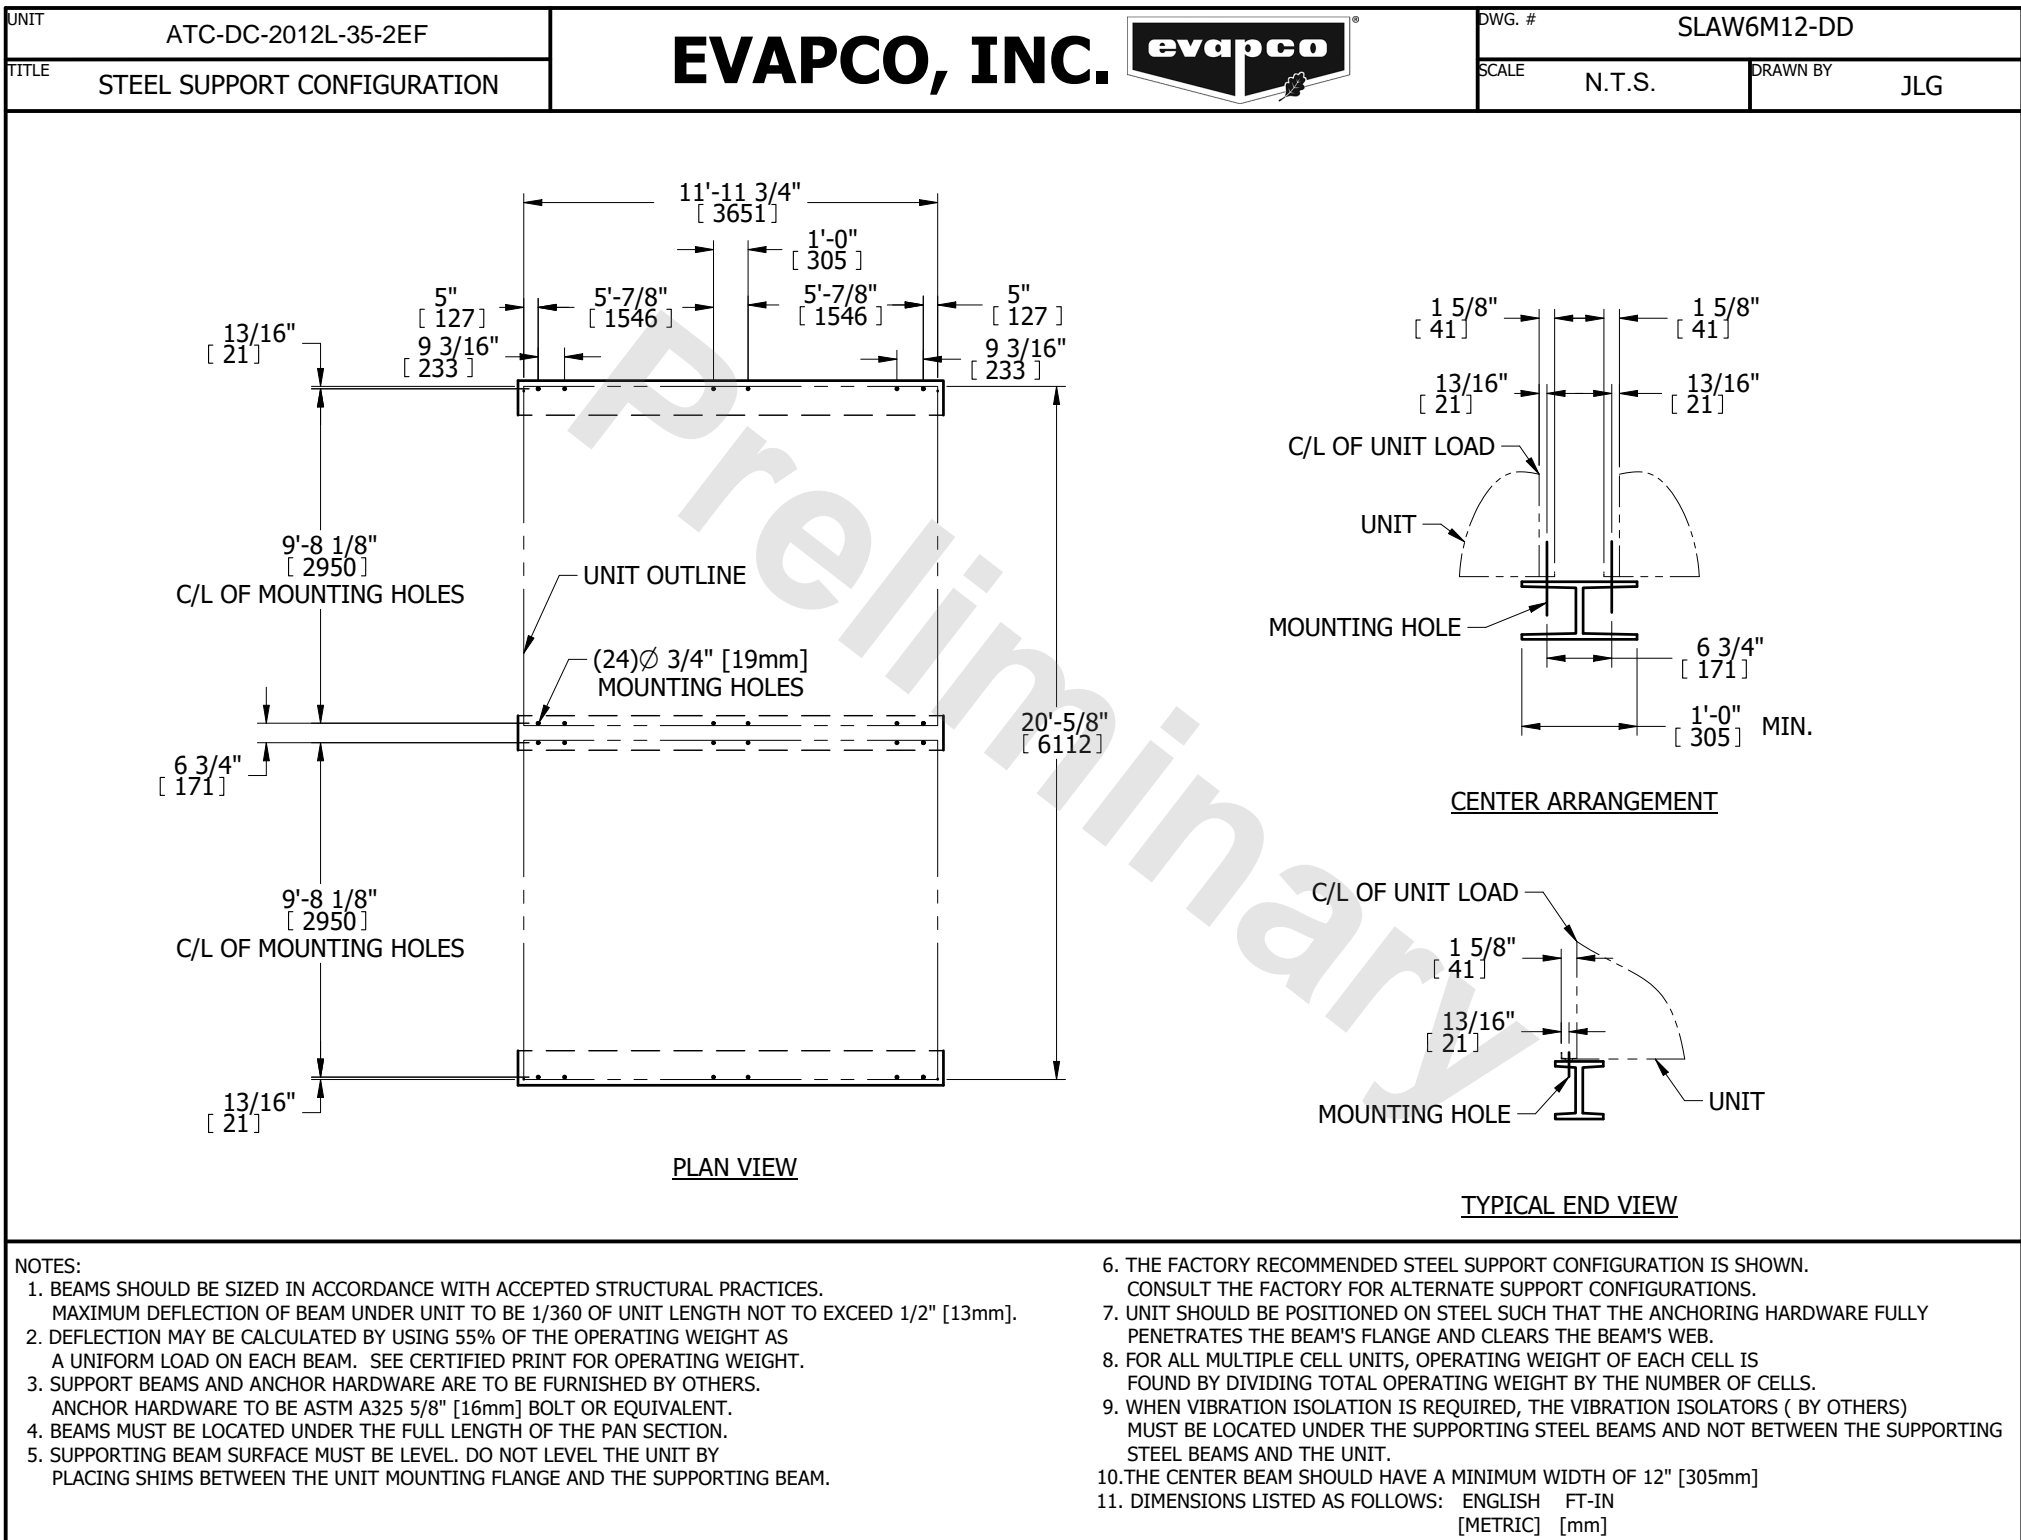 UNIT
ATC-DC-2012L-35-2EF
TITLE
STEEL SUPPORT CONFIGURATION
EVAPCO, INC.
evapco
®
DWG. #
SLAW6M12-DD
SCALE
N.T.S.
DRAWN BY
JLG
11'-11 3/4"
[ 3651 ]
1'-0"
[ 305 ]
5"
[ 127 ]
5'-7/8"
[ 1546 ]
5'-7/8"
[ 1546 ]
5"
[ 127 ]
13/16"
[ 21 ]
9 3/16"
[ 233 ]
9 3/16"
[ 233 ]
9'-8 1/8"
[ 2950 ]
C/L OF MOUNTING HOLES
UNIT OUTLINE
(24)Ø 3/4" [19mm]
MOUNTING HOLES
6 3/4"
[ 171 ]
20'-5/8"
[ 6112 ]
9'-8 1/8"
[ 2950 ]
C/L OF MOUNTING HOLES
13/16"
[ 21 ]
PLAN VIEW
1 5/8"
[ 41 ]
1 5/8"
[ 41 ]
13/16"
[ 21 ]
13/16"
[ 21 ]
C/L OF UNIT LOAD
UNIT
MOUNTING HOLE
6 3/4"
[ 171 ]
1'-0"
[ 305 ]
MIN.
CENTER ARRANGEMENT
C/L OF UNIT LOAD
1 5/8"
[ 41 ]
13/16"
[ 21 ]
MOUNTING HOLE
UNIT
TYPICAL END VIEW
Preliminary
NOTES:
1. BEAMS SHOULD BE SIZED IN ACCORDANCE WITH ACCEPTED STRUCTURAL PRACTICES.
MAXIMUM DEFLECTION OF BEAM UNDER UNIT TO BE 1/360 OF UNIT LENGTH NOT TO EXCEED 1/2" [13mm].
2. DEFLECTION MAY BE CALCULATED BY USING 55% OF THE OPERATING WEIGHT AS
A UNIFORM LOAD ON EACH BEAM. SEE CERTIFIED PRINT FOR OPERATING WEIGHT.
3. SUPPORT BEAMS AND ANCHOR HARDWARE ARE TO BE FURNISHED BY OTHERS.
ANCHOR HARDWARE TO BE ASTM A325 5/8" [16mm] BOLT OR EQUIVALENT.
4. BEAMS MUST BE LOCATED UNDER THE FULL LENGTH OF THE PAN SECTION.
5. SUPPORTING BEAM SURFACE MUST BE LEVEL. DO NOT LEVEL THE UNIT BY
PLACING SHIMS BETWEEN THE UNIT MOUNTING FLANGE AND THE SUPPORTING BEAM.
6. THE FACTORY RECOMMENDED STEEL SUPPORT CONFIGURATION IS SHOWN.
CONSULT THE FACTORY FOR ALTERNATE SUPPORT CONFIGURATIONS.
7. UNIT SHOULD BE POSITIONED ON STEEL SUCH THAT THE ANCHORING HARDWARE FULLY
PENETRATES THE BEAM'S FLANGE AND CLEARS THE BEAM'S WEB.
8. FOR ALL MULTIPLE CELL UNITS, OPERATING WEIGHT OF EACH CELL IS
FOUND BY DIVIDING TOTAL OPERATING WEIGHT BY THE NUMBER OF CELLS.
9. WHEN VIBRATION ISOLATION IS REQUIRED, THE VIBRATION ISOLATORS ( BY OTHERS)
MUST BE LOCATED UNDER THE SUPPORTING STEEL BEAMS AND NOT BETWEEN THE SUPPORTING
STEEL BEAMS AND THE UNIT.
10.THE CENTER BEAM SHOULD HAVE A MINIMUM WIDTH OF 12" [305mm]
11. DIMENSIONS LISTED AS FOLLOWS: ENGLISH FT-IN
[METRIC] [mm]